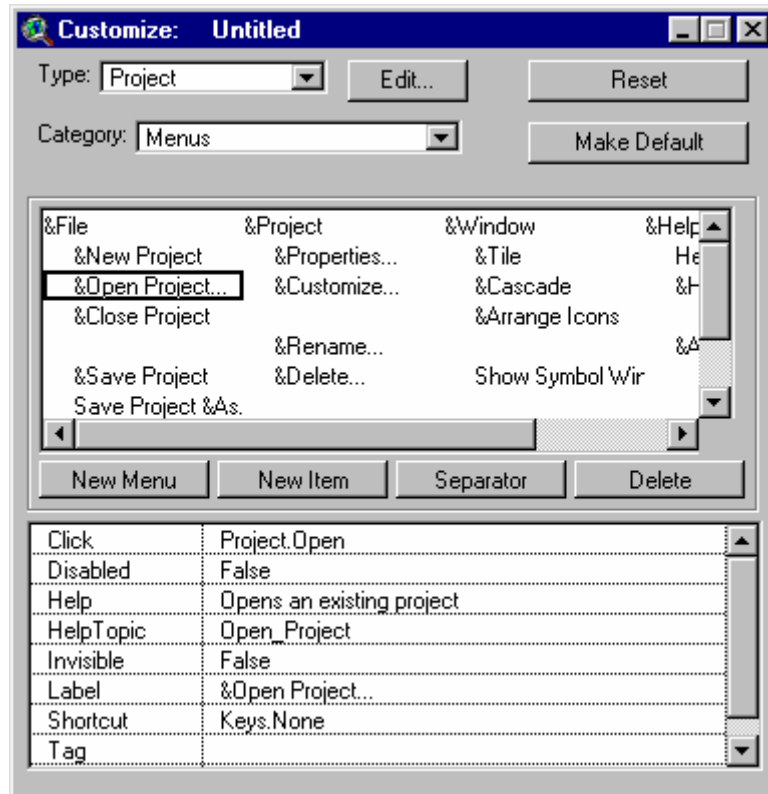 Customize: Untitled
Type: Project Edit... Reset
Category: Menus Make Default
&File &Project &Window &Help
&New Project &Properties... &Tile He
&Open Project... &Customize... &Cascade &H
&Close Project &Arrange Icons
&Rename... &A
&Save Project &Delete... Show Symbol Wir
Save Project &As.
New Menu New Item Separator Delete
Click Project.Open
Disabled False
Help Opens an existing project
HelpTopic Open_Project
Invisible False
Label &Open Project...
Shortcut Keys.None
Tag